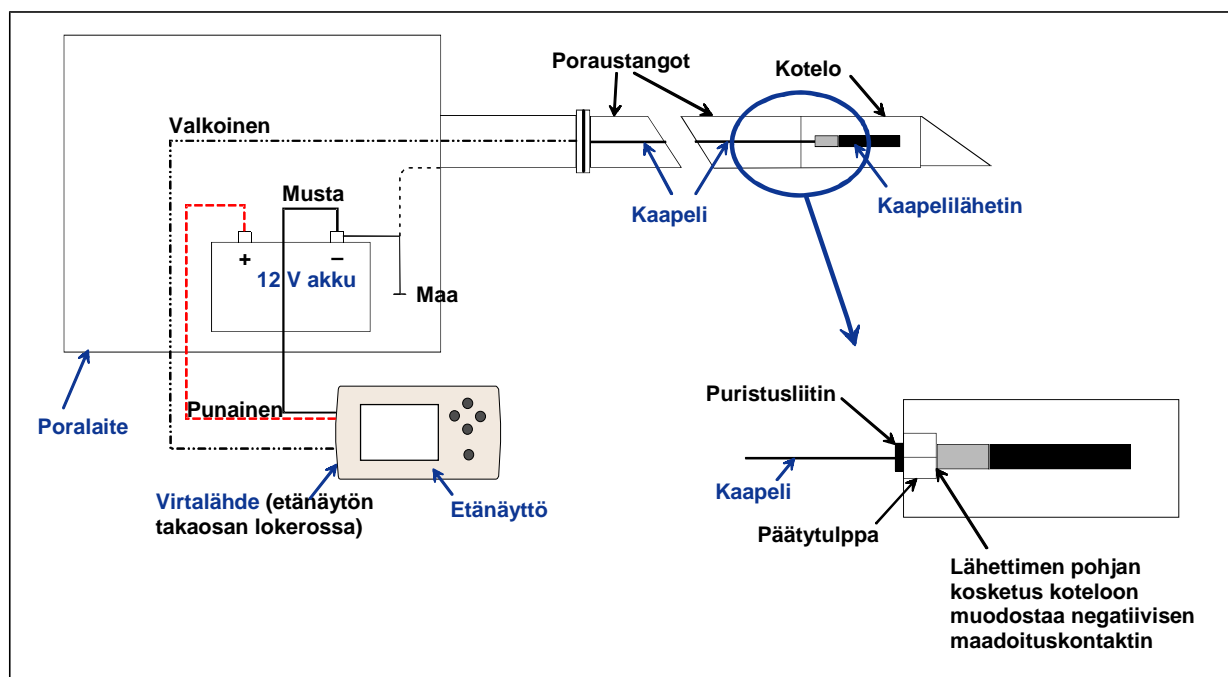 Poraustangot
Kotelo
Valkoinen
Musta
Kaapeli
Kaapelilähetin
+
–
12 V akku
Maa
Punainen
Poralaite
Puristusliitin
Virtalähde (etänäytön
takaosan lokerossa)
Etänäyttö
Kaapeli
Päätytulppa
Lähettimen pohjan
kosketus koteloon
muodostaa negatiivisen
maadoituskontaktin